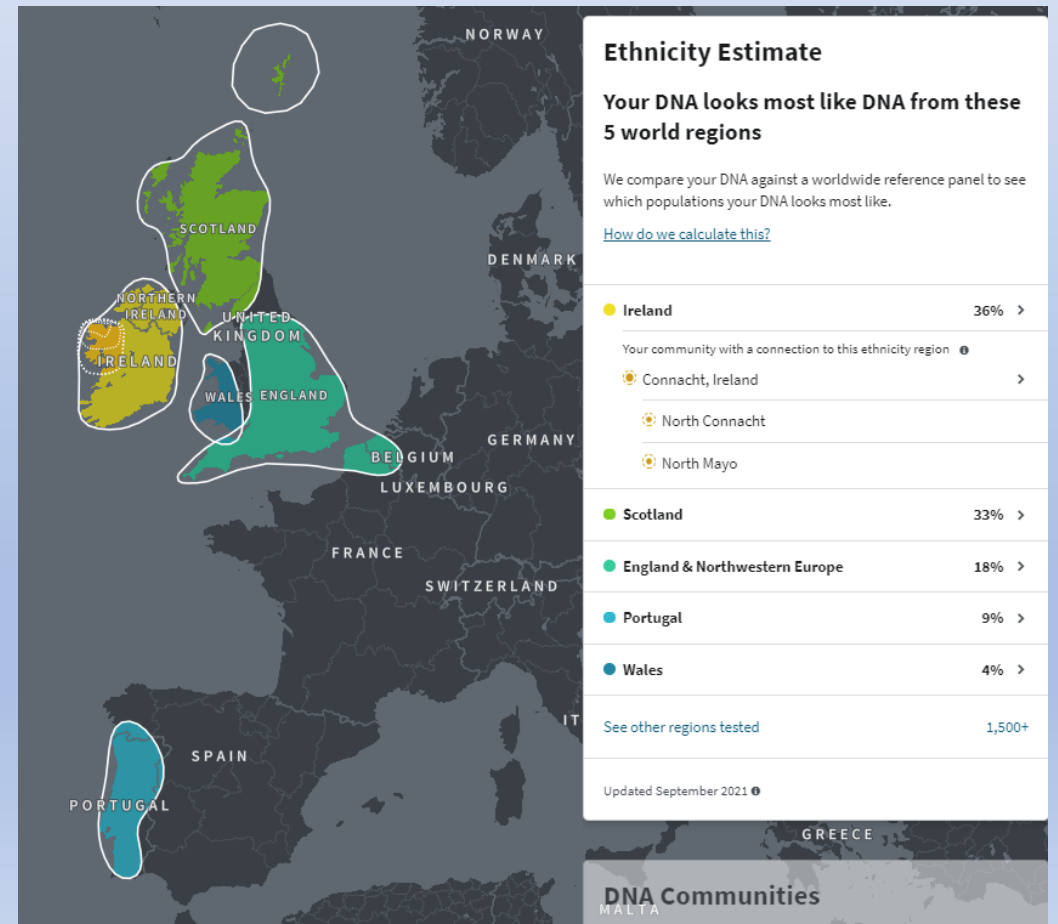 NORWAY
SCOTLAND
DENMARK
NORTHERN
IRELAND
UNITED
KINGDOM
IRELAND
WALES
ENGLAND
GERMANY
BELGIUM
LUXEMBOURG
FRANCE
SWITZERLAND
IT
SPAIN
PORTUGAL
GREECE
MALTA
Ethnicity Estimate
Your DNA looks most like DNA from these
5 world regions
We compare your DNA against a worldwide reference panel to see
which populations your DNA looks most like.
How do we calculate this?
Ireland 36%
Your community with a connection to this ethnicity region
Connacht, Ireland
North Connacht
North Mayo
Scotland 33%
England & Northwestern Europe 18%
Portugal 9%
Wales 4%
See other regions tested 1,500+
Updated September 2021
DNA Communities